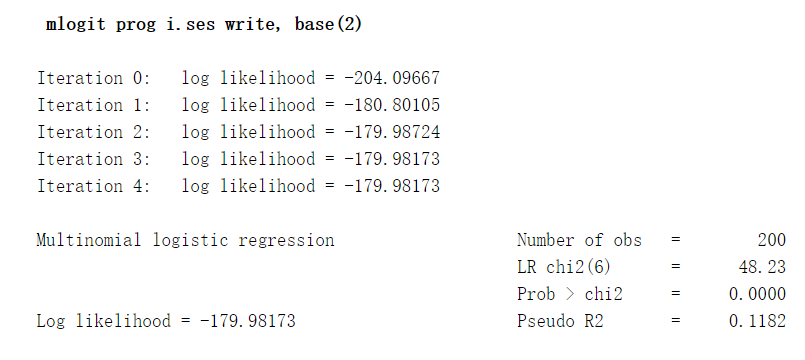 mlogit prog i.ses write, base(2)
Iteration 0: log likelihood = -204.09667
Iteration 1: log likelihood = -180.80105
Iteration 2: log likelihood = -179.98724
Iteration 3: log likelihood = -179.98173
Iteration 4: log likelihood = -179.98173
Multinomial logistic regression Number of obs = 200
LR chi2(6) = 48.23
Prob > chi2 = 0.0000
Log likelihood = -179.98173 Pseudo R2 = 0.1182